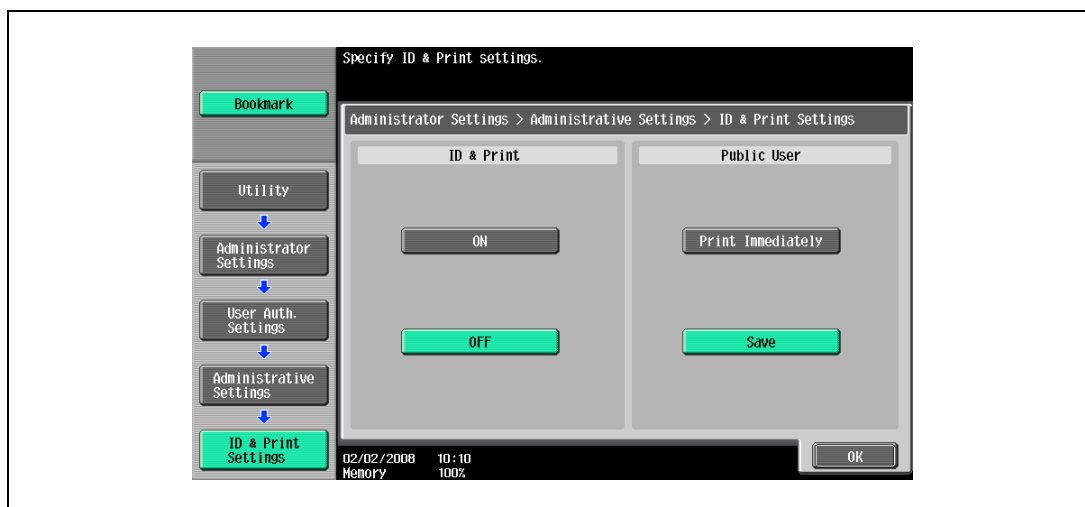 Specify ID & Print settings.
Bookmark
Administrator Settings > Administrative Settings > ID & Print Settings
ID & Print
Public User
Utility
ON
Print Immediately
Administrator
Settings
User Auth.
Settings
OFF
Save
Administrative
Settings
ID & Print
Settings
02/02/2008 10:10
Memory 100%
OK